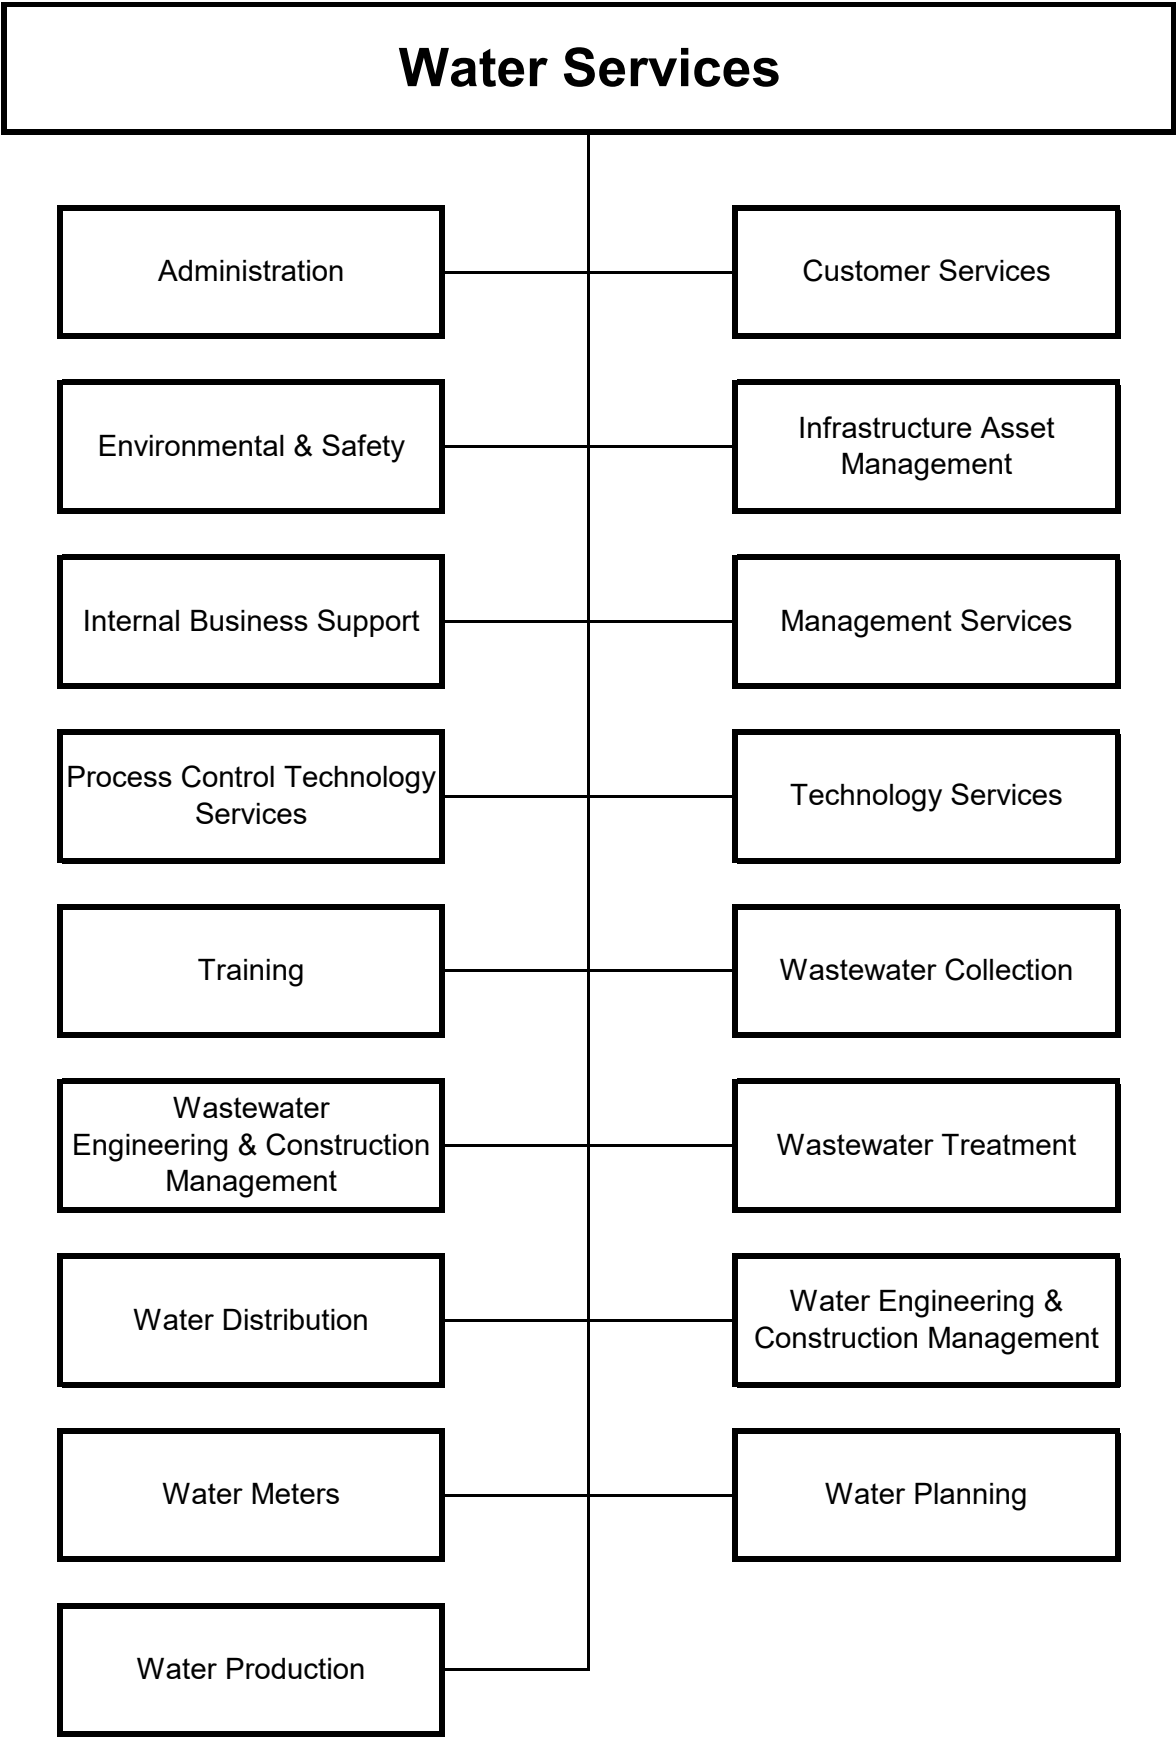 Water Services
Administration
Customer Services
Environmental & Safety
Infrastructure Asset
Management
Internal Business Support
Management Services
Process Control Technology
Services
Technology Services
Training
Wastewater Collection
Wastewater
Engineering & Construction
Management
Wastewater Treatment
Water Distribution
Water Engineering &
Construction Management
Water Meters
Water Planning
Water Production